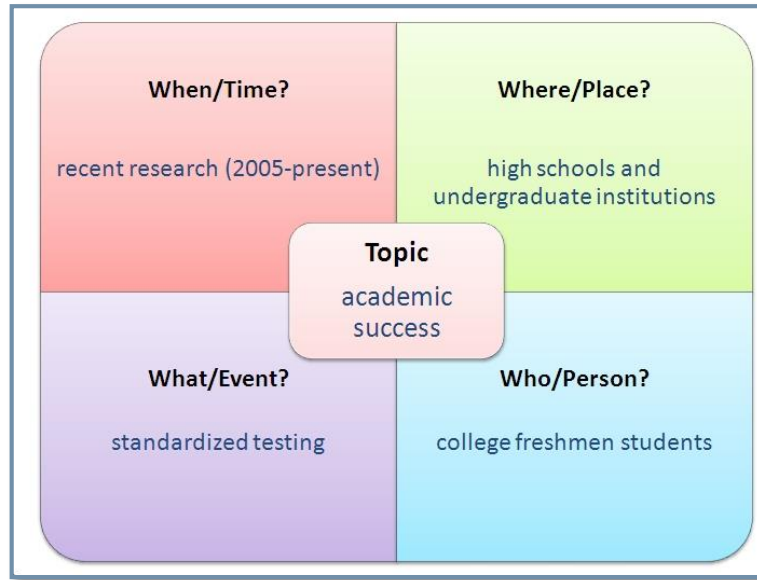 When/Time?
recent research (2005-present)
Where/Place?
high schools and
undergraduate institutions
Topic
academic
success
What/Event?
standardized testing
Who/Person?
college freshmen students